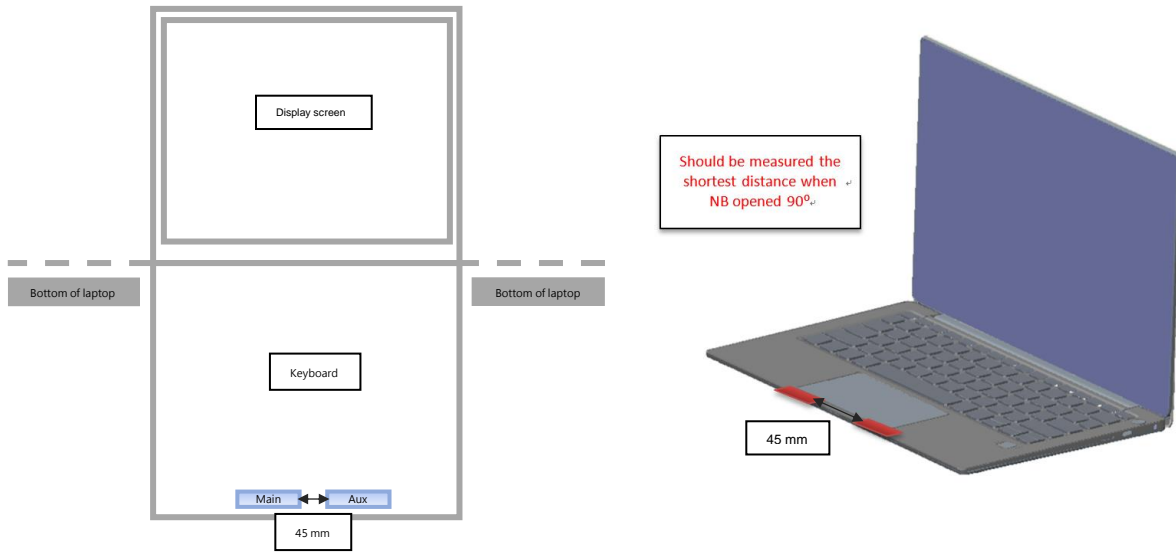 Display screen
Bottom of laptop
Bottom of laptop
Keyboard
Main
Aux
45 mm
Should be measured the
shortest distance when
NB opened 90⁰
45 mm